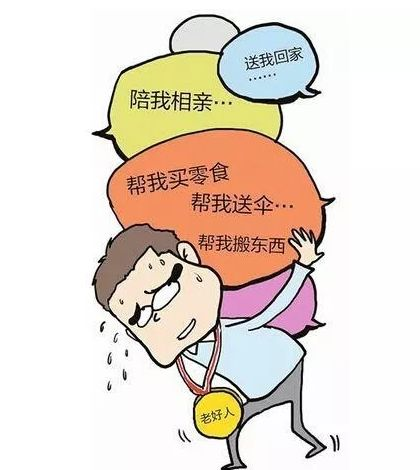 送我回家
……
陪我相亲…
帮我买零食
帮我送伞…
帮我搬东西
老好人